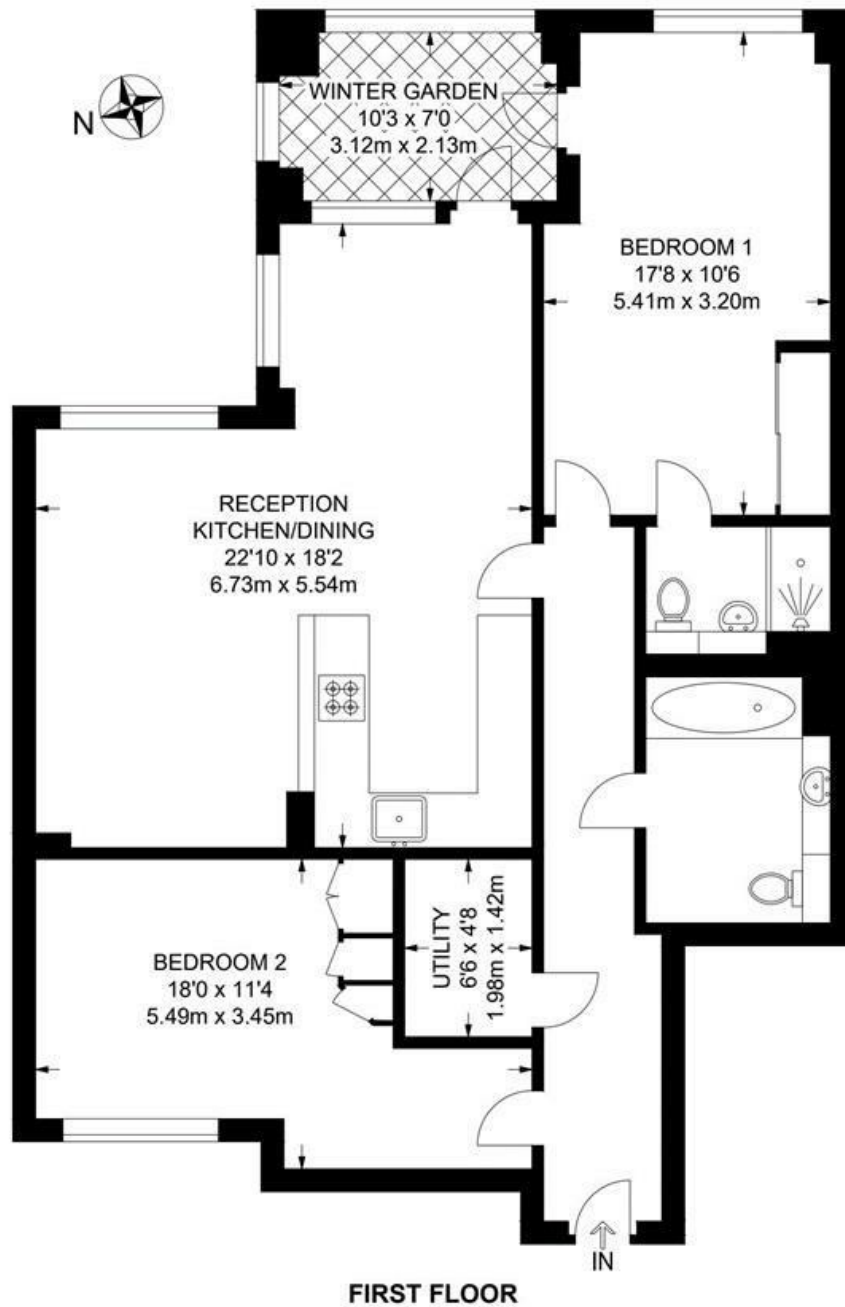 N
WINTER GARDEN
10'3 x 7'0
3.12m x 2.13m
BEDROOM 1
17'8 x 10'6
5.41m x 3.20m
RECEPTION
KITCHEN/DINING
22'10 x 18'2
6.73m x 5.54m
BEDROOM 2
18'0 x 11'4
5.49m x 3.45m
UTILITY
6'6 x 4'8
1.98m x 1.42m
IN
FIRST FLOOR